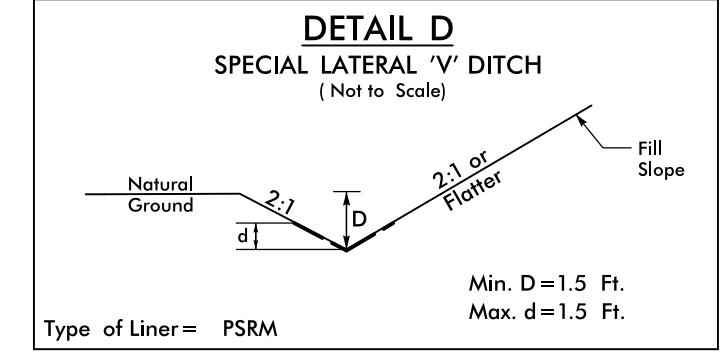 DETAIL D
SPECIAL LATERAL 'V' DITCH
( Not to Scale)
Natural
Ground
2:1
d
D
2:1 or
Flatter
Fill
Slope
Min. D=1.5 Ft.
Max. d=1.5 Ft.
Type of Liner= PSRM